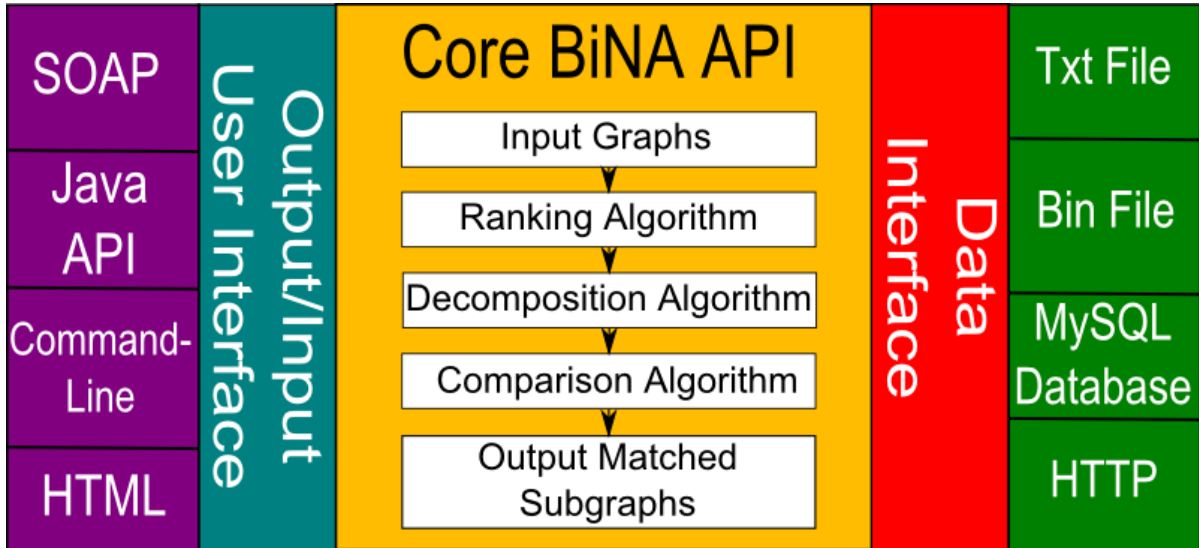 SOAP
Java
API
Command-
Line
HTML
Output/Input
User Interface
Core BiNA API
Input Graphs
Ranking Algorithm
Decomposition Algorithm
Comparison Algorithm
Output Matched
Subgraphs
Data
Interface
Txt File
Bin File
MySQL
Database
HTTP